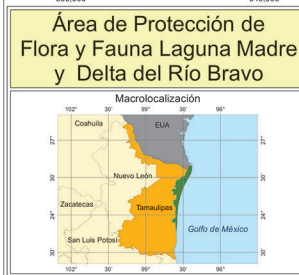 Área de Protección de
Flora y Fauna Laguna Madre
y Delta del Río Bravo
Macrolocalización
102° 30' 99° 30' 96°
Coahuila
EUA
27°
27°
Nuevo León
30'
30'
Zacatecas
Tamaulipas
24°
24°
Golfo de México
San Luis Potosí
30'
30'
102° 30' 99° 30' 96°